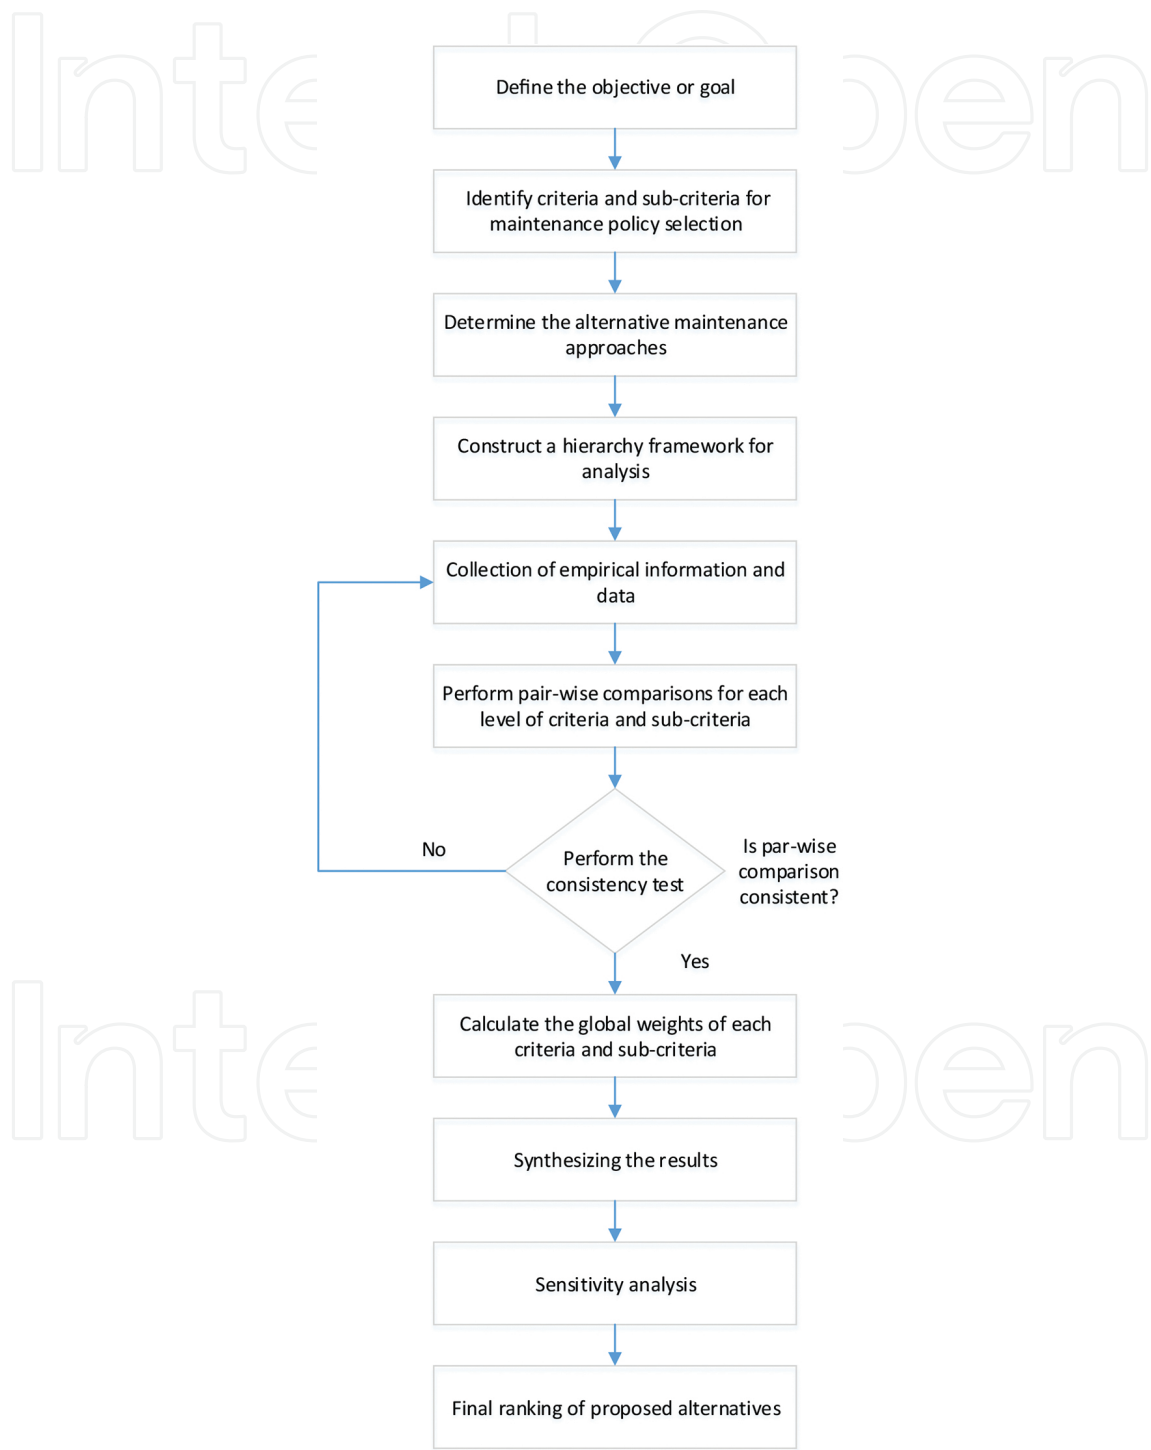 Define the objective or goal
Identify criteria and sub-criteria for
maintenance policy selection
Determine the alternative maintenance
approaches
Construct a hierarchy framework for
analysis
Collection of empirical information and
data
Perform pair-wise comparisons for each
level of criteria and sub-criteria
No
Perform the
consistency test
Is par-wise
comparison
consistent?
Yes
Calculate the global weights of each
criteria and sub-criteria
Synthesizing the results
Sensitivity analysis
Final ranking of proposed alternatives